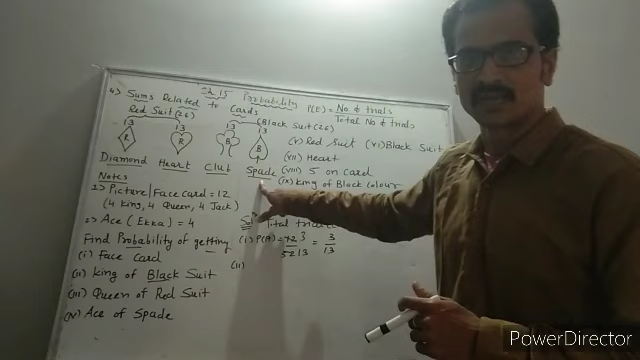 Ch 15 Probability
4) Sums Related to Cards
P(E) = No of trials
Total No of trials
Red Suit (26)
Black Suit (26)
13 13 13 13
R R B B
Diamond Heart Club Spade
(v) Red Suit (vi) Black Suit
(vii) Heart
(viii) 5 on Card
(ix) King of Black colour
Notes
1) Picture/Face card = 12
(4 King, 4 Queen, 4 Jack)
2) Ace (Ekka) = 4
Find Probability of getting
(i) Face Card
(ii) King of Black Suit
(iii) Queen of Red Suit
(iv) Ace of Spade
Total
(i) P(A) = 12 3 = 3
52 13 13
(ii)
PowerDirector